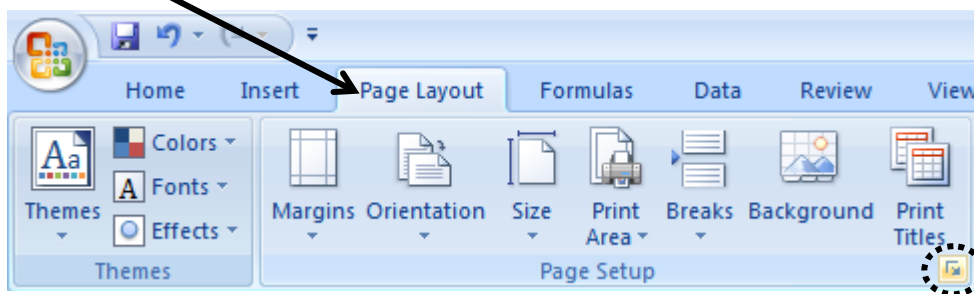 Home Insert Page Layout Formulas Data Review View
Aa Colors
A Fonts
Themes Effects
Margins Orientation Size Print Area Breaks Background Print Titles
Themes Page Setup